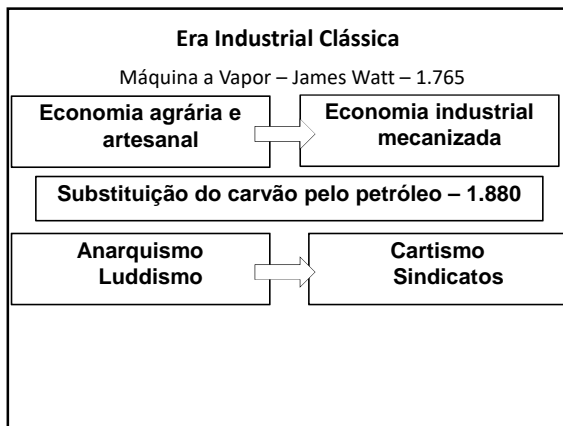 Era Industrial Clássica
Máquina a Vapor – James Watt – 1.765
Economia agrária e
artesanal
Economia industrial
mecanizada
Substituição do carvão pelo petróleo – 1.880
Anarquismo
Luddismo
Cartismo
Sindicatos